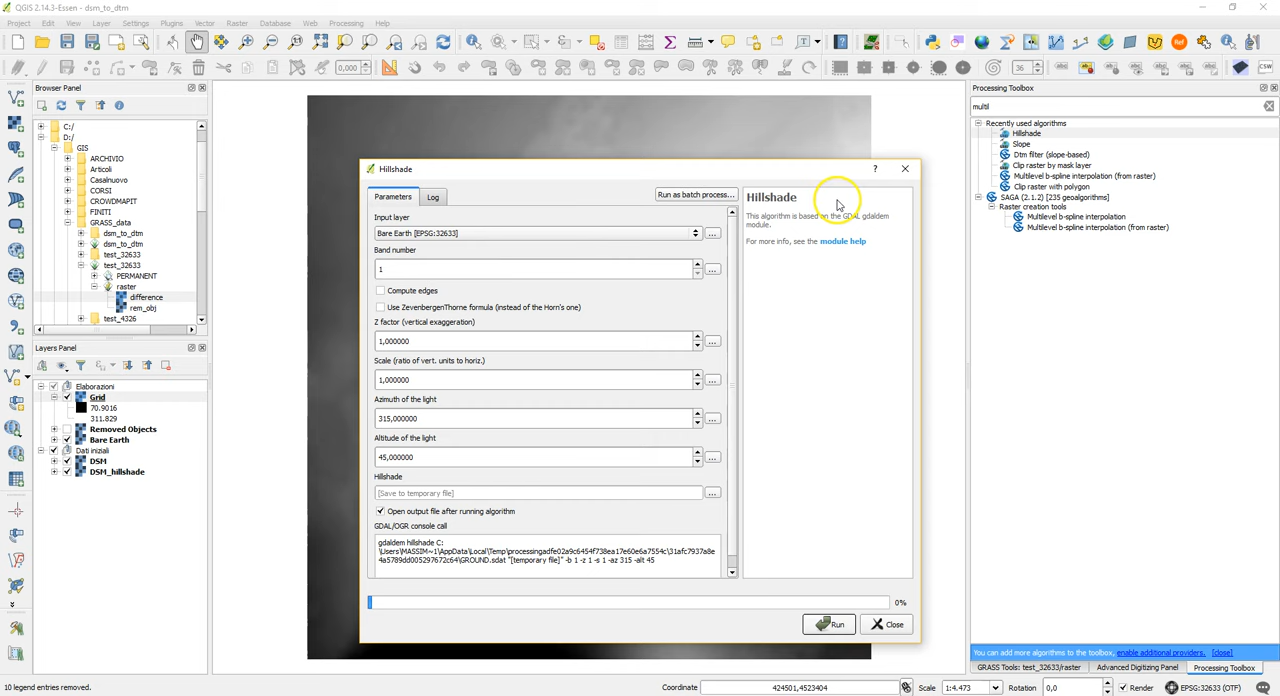 QGIS 2.14.3-Essen - dsm_to_dtm
Project Edit View Layer Settings Plugins Vector Raster Database Web Processing Help
0,000
36
CSW
Browser Panel
C:/
D:/
GIS
ARCHIVIO
Articoli
Casalnuovo
CORSI
CROWDMAPIT
FINITI
GRASS_data
dsm_to_dtm
dsm_to_dtm
test_32633
test_32633
PERMANENT
raster
difference
rem_obj
test_4326
Layers Panel
Elaborazioni
Grid
70.9016
311.829
Removed Objects
Bare Earth
Dati iniziali
DSM
DSM_hillshade
Hillshade
?
Parameters Log
Run as batch process...
Input layer
Bare Earth [EPSG:32633]
...
Band number
1
...
Compute edges
Use ZevenbergenThorne formula (instead of the Horn's one)
Z factor (vertical exaggeration)
1,000000
...
Scale (ratio of vert. units to horiz.)
1,000000
...
Azimuth of the light
315,000000
...
Altitude of the light
45,000000
...
Hillshade
[Save to temporary file]
...
Open output file after running algorithm
GDAL/OGR console call
gdaldem hillshade C:
\Users\MASSIM~1\AppData\Local\Temp\processingadfe02a9c6454f738ea17e60e6a7554c\31afc7937a8e
4a5789dd005297672c64\GROUND.sdat "[temporary file]" -b 1 -z 1 -s 1 -az 315 -alt 45
0%
Run
Close
Hillshade
This algorithm is based on the GDAL gdaldem
module.
For more info, see the module help
Processing Toolbox
multil
Recently used algorithms
Hillshade
Slope
Dtm filter (slope-based)
Clip raster by mask layer
Multilevel b-spline interpolation (from raster)
Clip raster with polygon
SAGA (2.1.2) [235 geoalgorithms]
Raster creation tools
Multilevel b-spline interpolation
Multilevel b-spline interpolation (from raster)
You can add more algorithms to the toolbox, enable additional providers. [close]
GRASS Tools: test_32633/raster Advanced Digitizing Panel Processing Toolbox
10 legend entries removed.
Coordinate 424501,4523404 Scale 1:4.473 Rotation 0,0 Render EPSG:32633 (OTF)